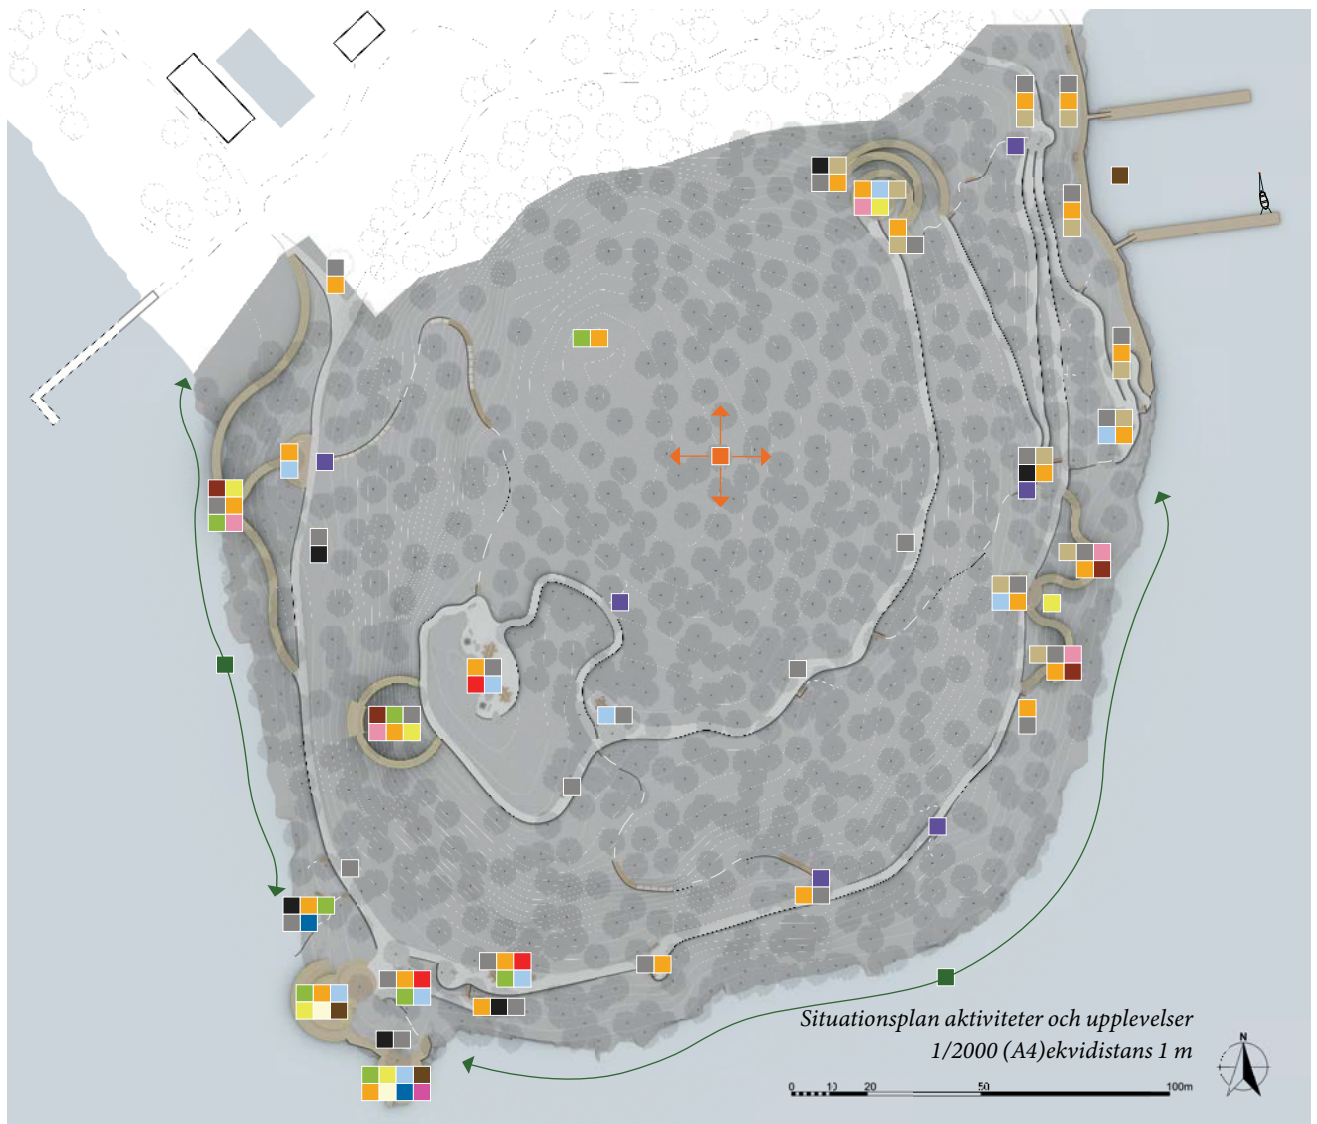 Situationsplan aktiviteter och upplevelser
1/2000 (A4)ekvidistans 1 m
N
0 10 20 50 100m